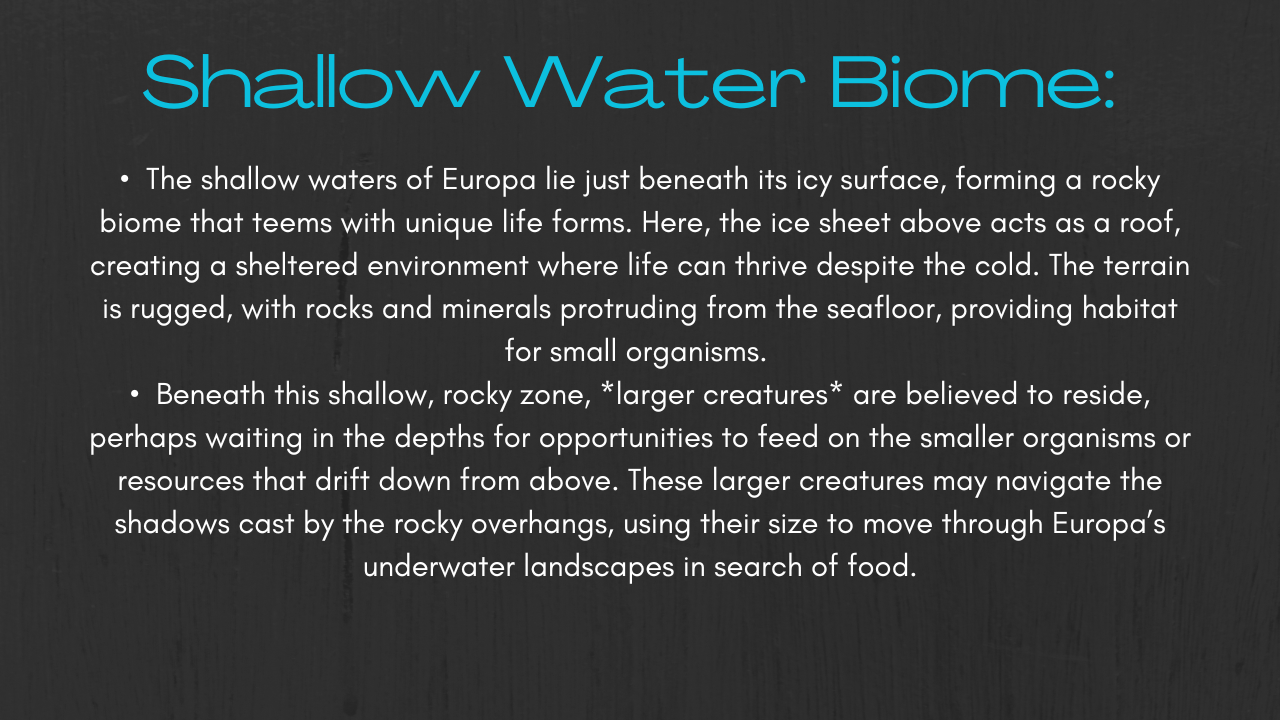 Shallow Water Biome:
• The shallow waters of Europa lie just beneath its icy surface, forming a rocky
biome that teems with unique life forms. Here, the ice sheet above acts as a roof,
creating a sheltered environment where life can thrive despite the cold. The terrain
is rugged, with rocks and minerals protruding from the seafloor, providing habitat
for small organisms.
• Beneath this shallow, rocky zone, *larger creatures* are believed to reside,
perhaps waiting in the depths for opportunities to feed on the smaller organisms or
resources that drift down from above. These larger creatures may navigate the
shadows cast by the rocky overhangs, using their size to move through Europa’s
underwater landscapes in search of food.